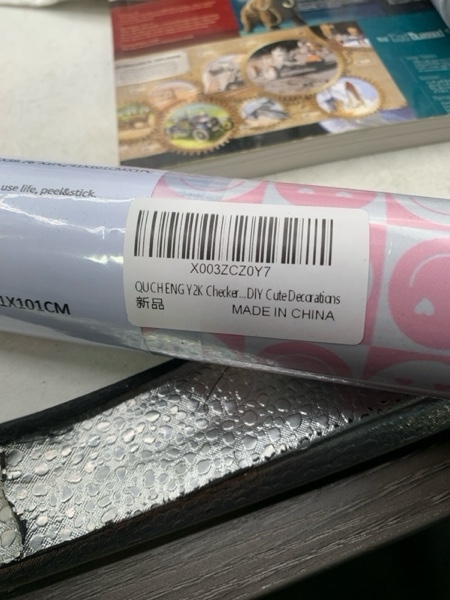 use life, peel&stick.
X003ZCZ0Y7
QUCHENG Y2K Checker...DIY Cute Decorations
新品
MADE IN CHINA
1X101CM